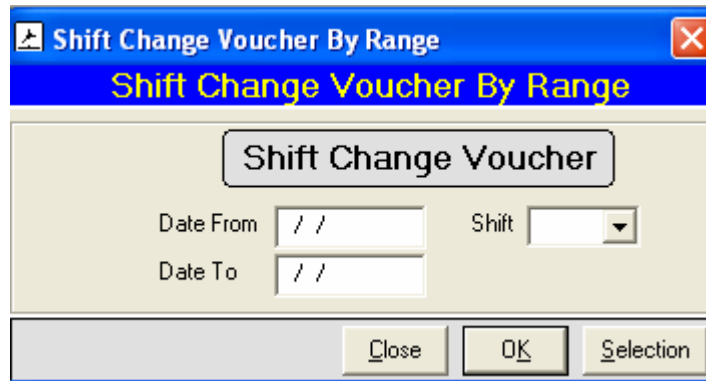 Shift Change Voucher By Range
Shift Change Voucher By Range
Shift Change Voucher
Date From / / Shift
Date To / /
Close OK Selection